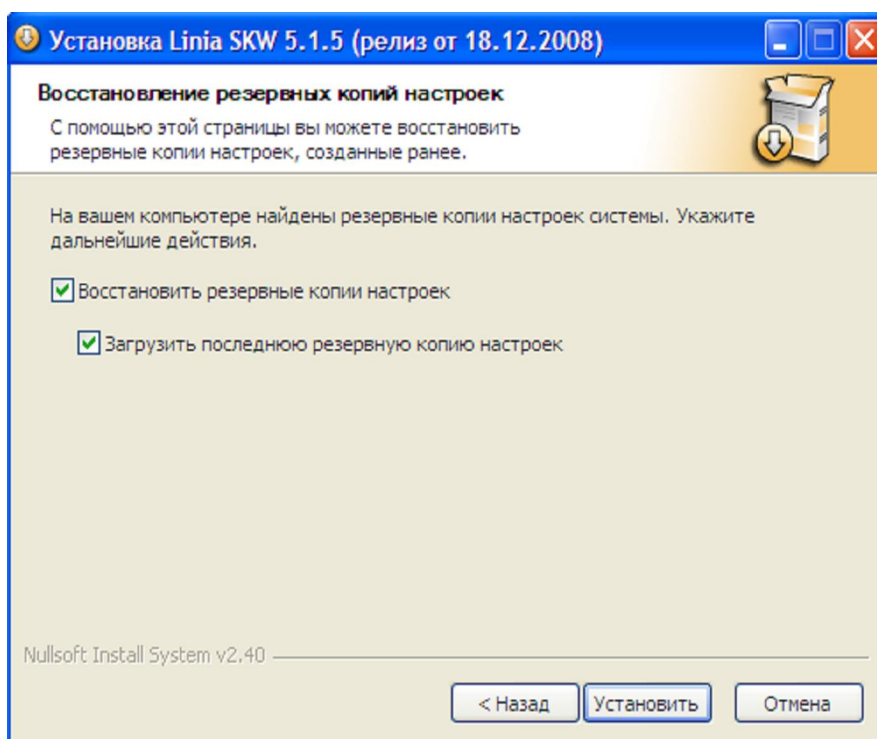 Установка Linia SKW 5.1.5 (релиз от 18.12.2008)
Восстановление резервных копий настроек
С помощью этой страницы вы можете восстановить
резервные копии настроек, созданные ранее.
На вашем компьютере найдены резервные копии настроек системы. Укажите
дальнейшие действия.
Восстановить резервные копии настроек
Загрузить последнюю резервную копию настроек
Nullsoft Install System v2.40
< Назад
Установить
Отмена